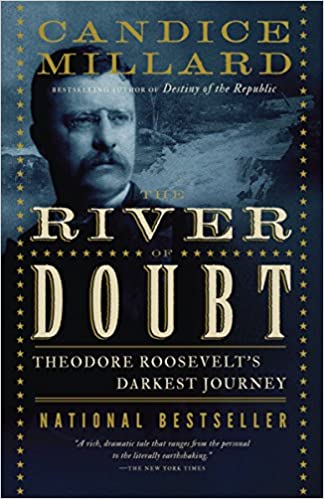 CANDICE
MILLARD
BESTSELLING AUTHOR OF Destiny of the Republic
THE
RIVER
OF
DOUBT
THEODORE ROOSEVELT'S
DARKEST JOURNEY
NATIONAL BESTSELLER
"A rich, dramatic tale that ranges from the personal
to the literally earthshaking."
—THE NEW YORK TIMES